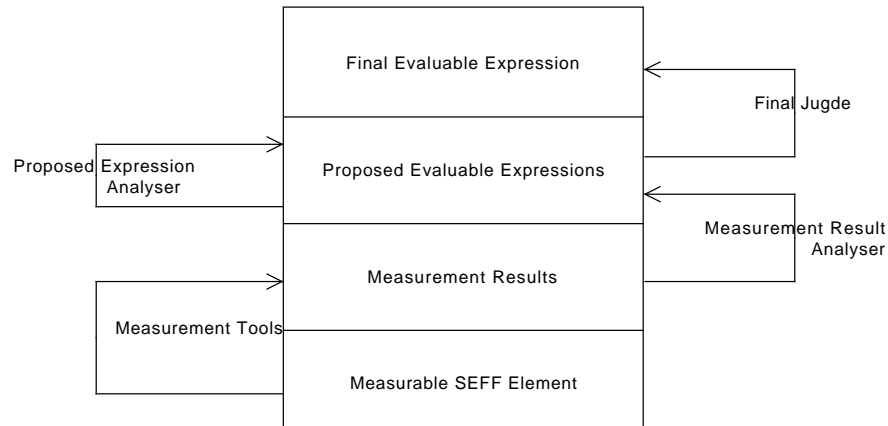 Final Evaluable Expression
Final Jugde
Proposed Expression
Analyser
Proposed Evaluable Expressions
Measurement Result
Analyser
Measurement Results
Measurement Tools
Measurable SEFF Element